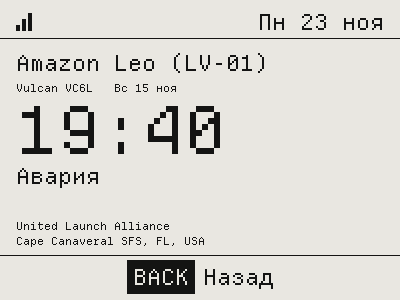 Пн 23 ноя
Amazon Leo (LV-01)
Vulcan VC6L Вс 15 ноя
19:40
Авария
United Launch Alliance
Cape Canaveral SFS, FL, USA
BACK Назад